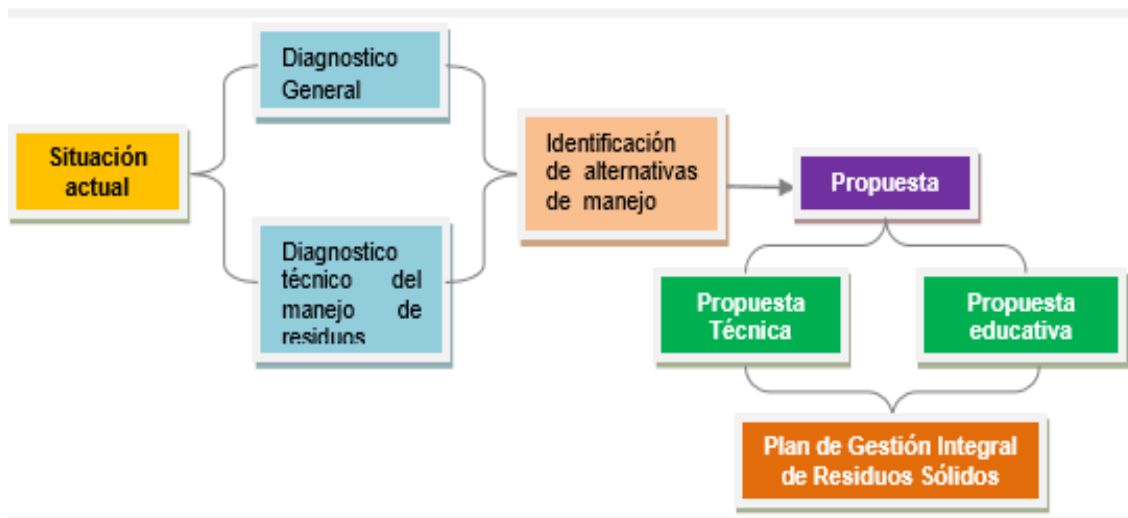 Situación
actual
Diagnostico
General
Diagnostico
técnico del
manejo de
residuos
Identificación
de alternativas
de manejo
Propuesta
Propuesta
Técnica
Propuesta
educativa
Plan de Gestión Integral
de Residuos Sólidos